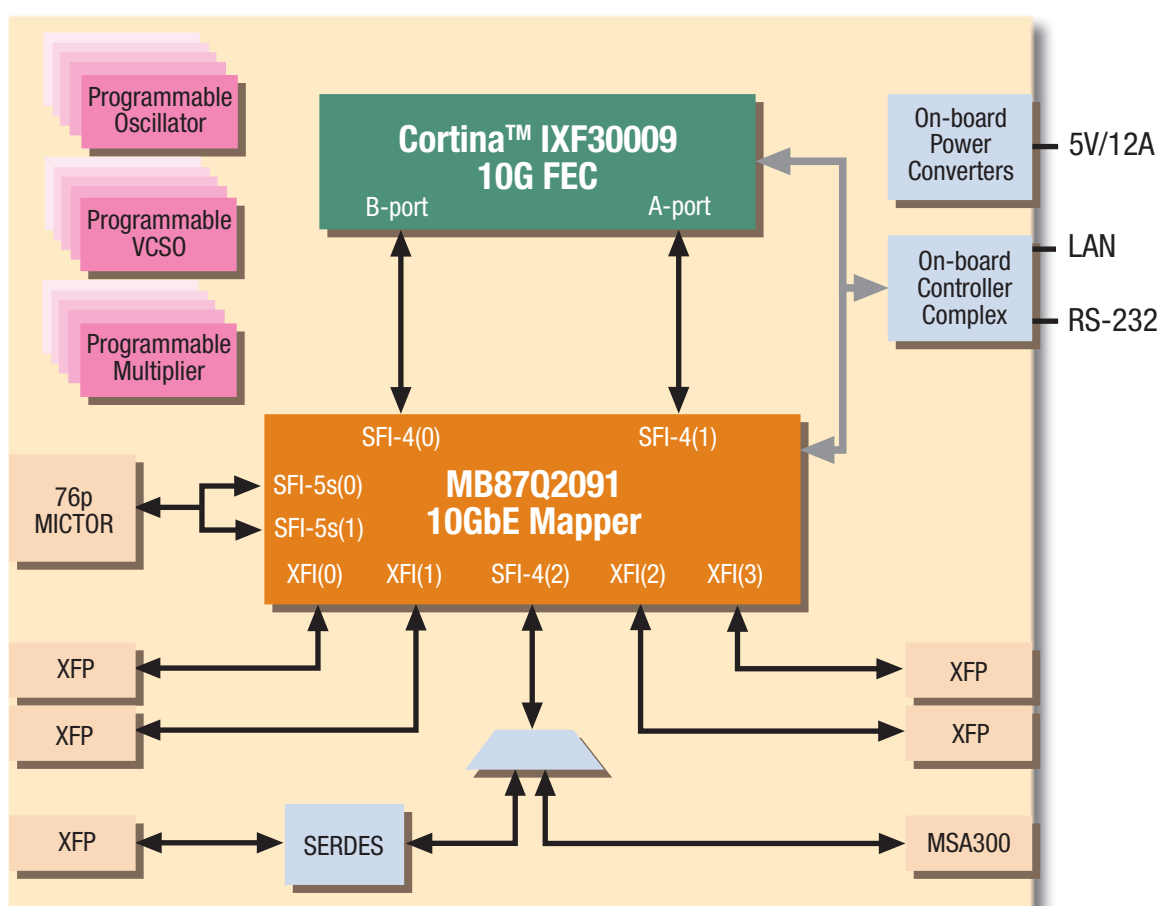 Programmable
Oscillator
Programmable
VCSO
Programmable
Multiplier
Cortina™ IXF30009
10G FEC
B-port
A-port
On-board
Power
Converters
5V/12A
On-board
Controller
Complex
LAN
RS-232
SFI-4(0)
SFI-4(1)
SFI-5s(0)
SFI-5s(1)
MB87Q2091
10GbE Mapper
XFI(0)
XFI(1)
SFI-4(2)
XFI(2)
XFI(3)
76p
MICTOR
XFP
XFP
XFP
XFP
XFP
SERDES
MSA300